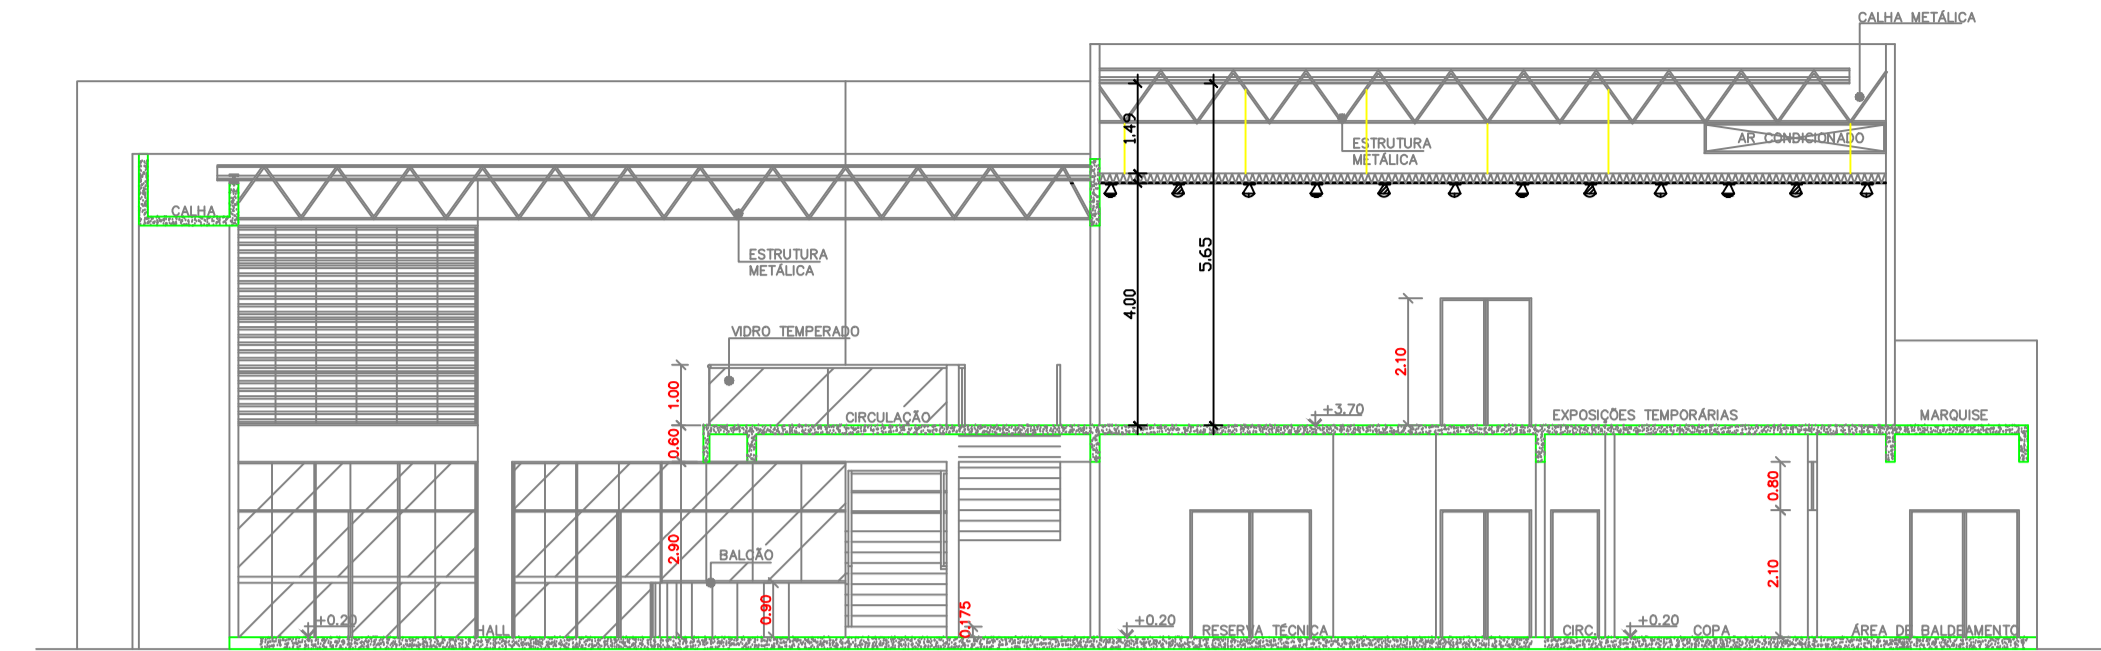 CALHA METÁLICA
1.49
AR CONDICIONADO
ESTRUTURA
METÁLICA
CALHA
5.65
ESTRUTURA
METÁLICA
4.00
VIDRO TEMPERADO
2.10
1.00
CIRCULAÇÃO
+3.70
EXPOSIÇÕES TEMPORÁRIAS
MARQUISE
0.60
0.80
2.90
BALCÃO
2.10
0.90
0.175
+0.20
HALL
+0.20
RESERVA TÉCNICA
CIRC.
+0.20
COPA
ÁREA DE BALDEAMENTO